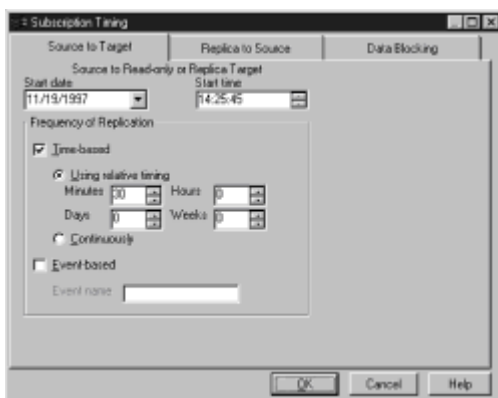 Subscription Timing
Source to Target Replica to Source Data Blocking
Source to Read-only or Replica Target
Start date Start time
11/19/1997 14:25:45
Frequency of Replication
Time-based
Using relative timing
Minutes 30 Hours 0
Days 0 Weeks 0
Continuously
Event-based
Event name
OK Cancel Help